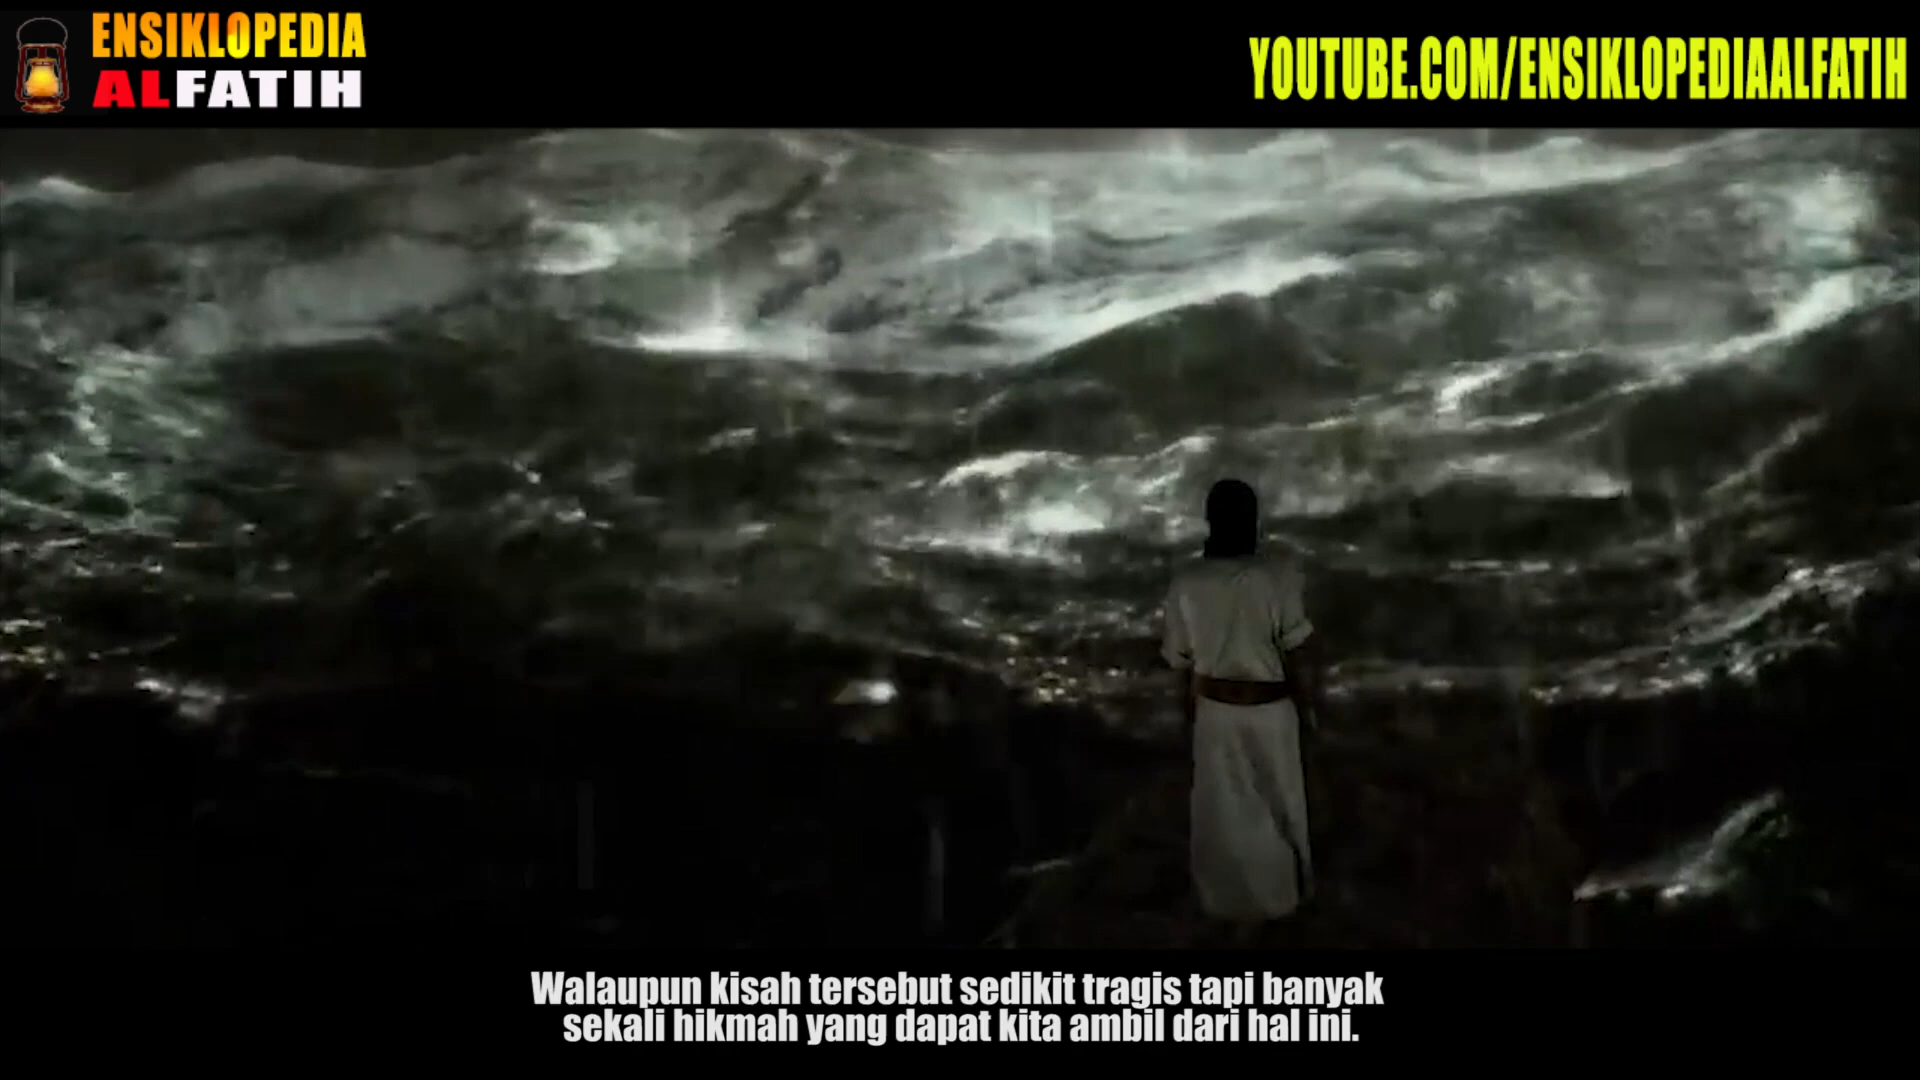 ENSIKLOPEDIA
ALFATIH
YOUTUBE.COM/ENSIKLOPEDIAALFATIH
Walaupun kisah tersebut sedikit tragis tapi banyak
sekali hikmah yang dapat kita ambil dari hal ini.